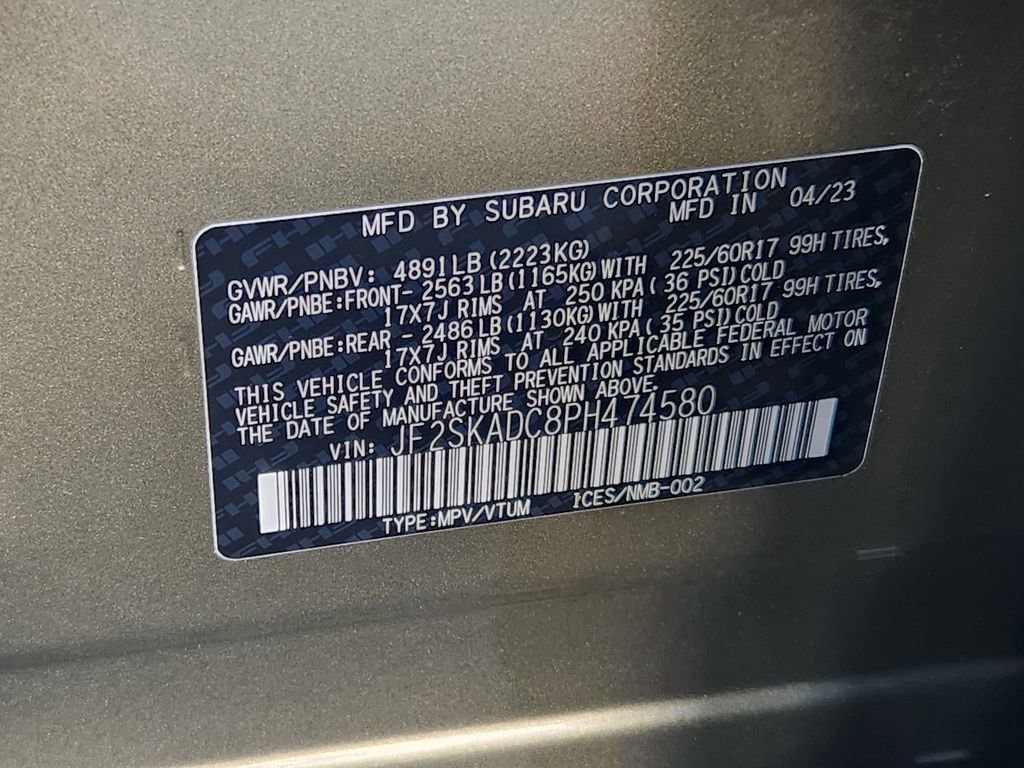 MFD BY SUBARU CORPORATION
MFD IN 04/23
GVWR/PNBV: 4891LB (2223KG)
GAWR/PNBE:FRONT- 2563LB(1165KG)WITH 225/60R17 99H TIRES,
17X7J RIMS AT 250 KPA( 36 PSI)COLD
GAWR/PNBE:REAR - 2486LB(1130KG)WITH 225/60R17 99H TIRES,
17X7J RIMS AT 240 KPA( 35 PSI)COLD
THIS VEHICLE CONFORMS TO ALL APPLICABLE FEDERAL MOTOR
VEHICLE SAFETY AND THEFT PREVENTION STANDARDS IN EFFECT ON
THE DATE OF MANUFACTURE SHOWN ABOVE.
VIN: JF2SKADC8PH474580
TYPE:MPV/VTUM ICES/NMB-002